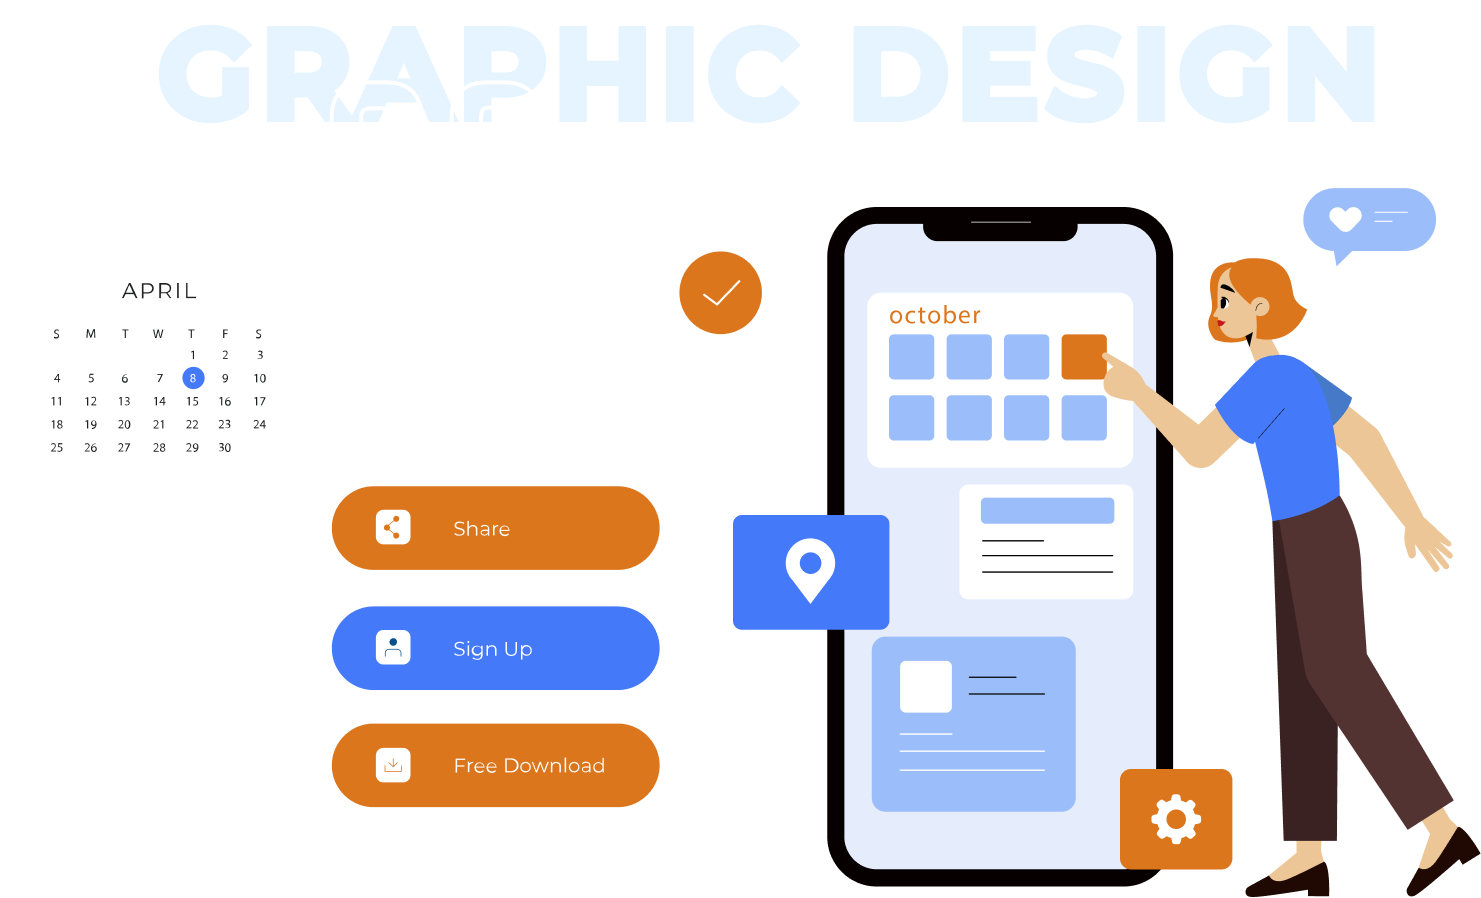 GRAPHIC DESIGN
APRIL
S M T W T F S
1 2 3
4 5 6 7 8 9 10
11 12 13 14 15 16 17
18 19 20 21 22 23 24
25 26 27 28 29 30
october
Share
Sign Up
Free Download